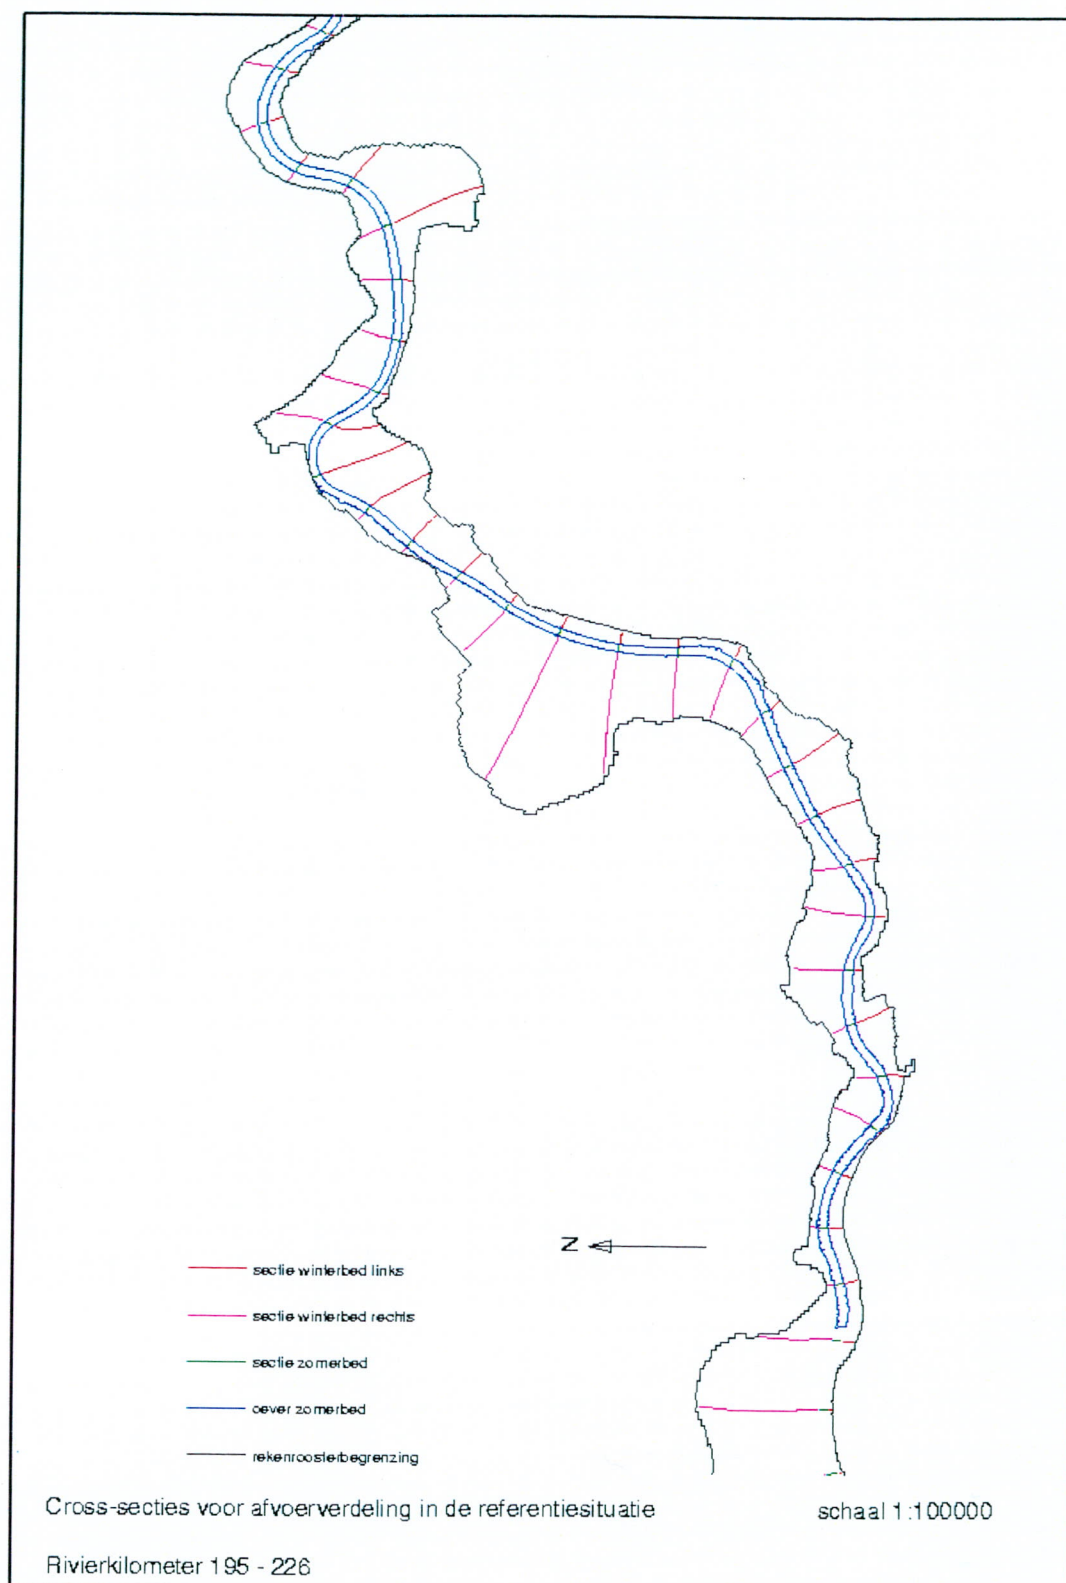 Z
sectie winterbed links
sectie winterbed rechts
sectie zomerbed
oever zomerbed
rekenroosterbegrenzing
Cross-secties voor afvoerverdeling in de referentiesituatie
schaal 1:100000
Rivierkilometer 195 - 226